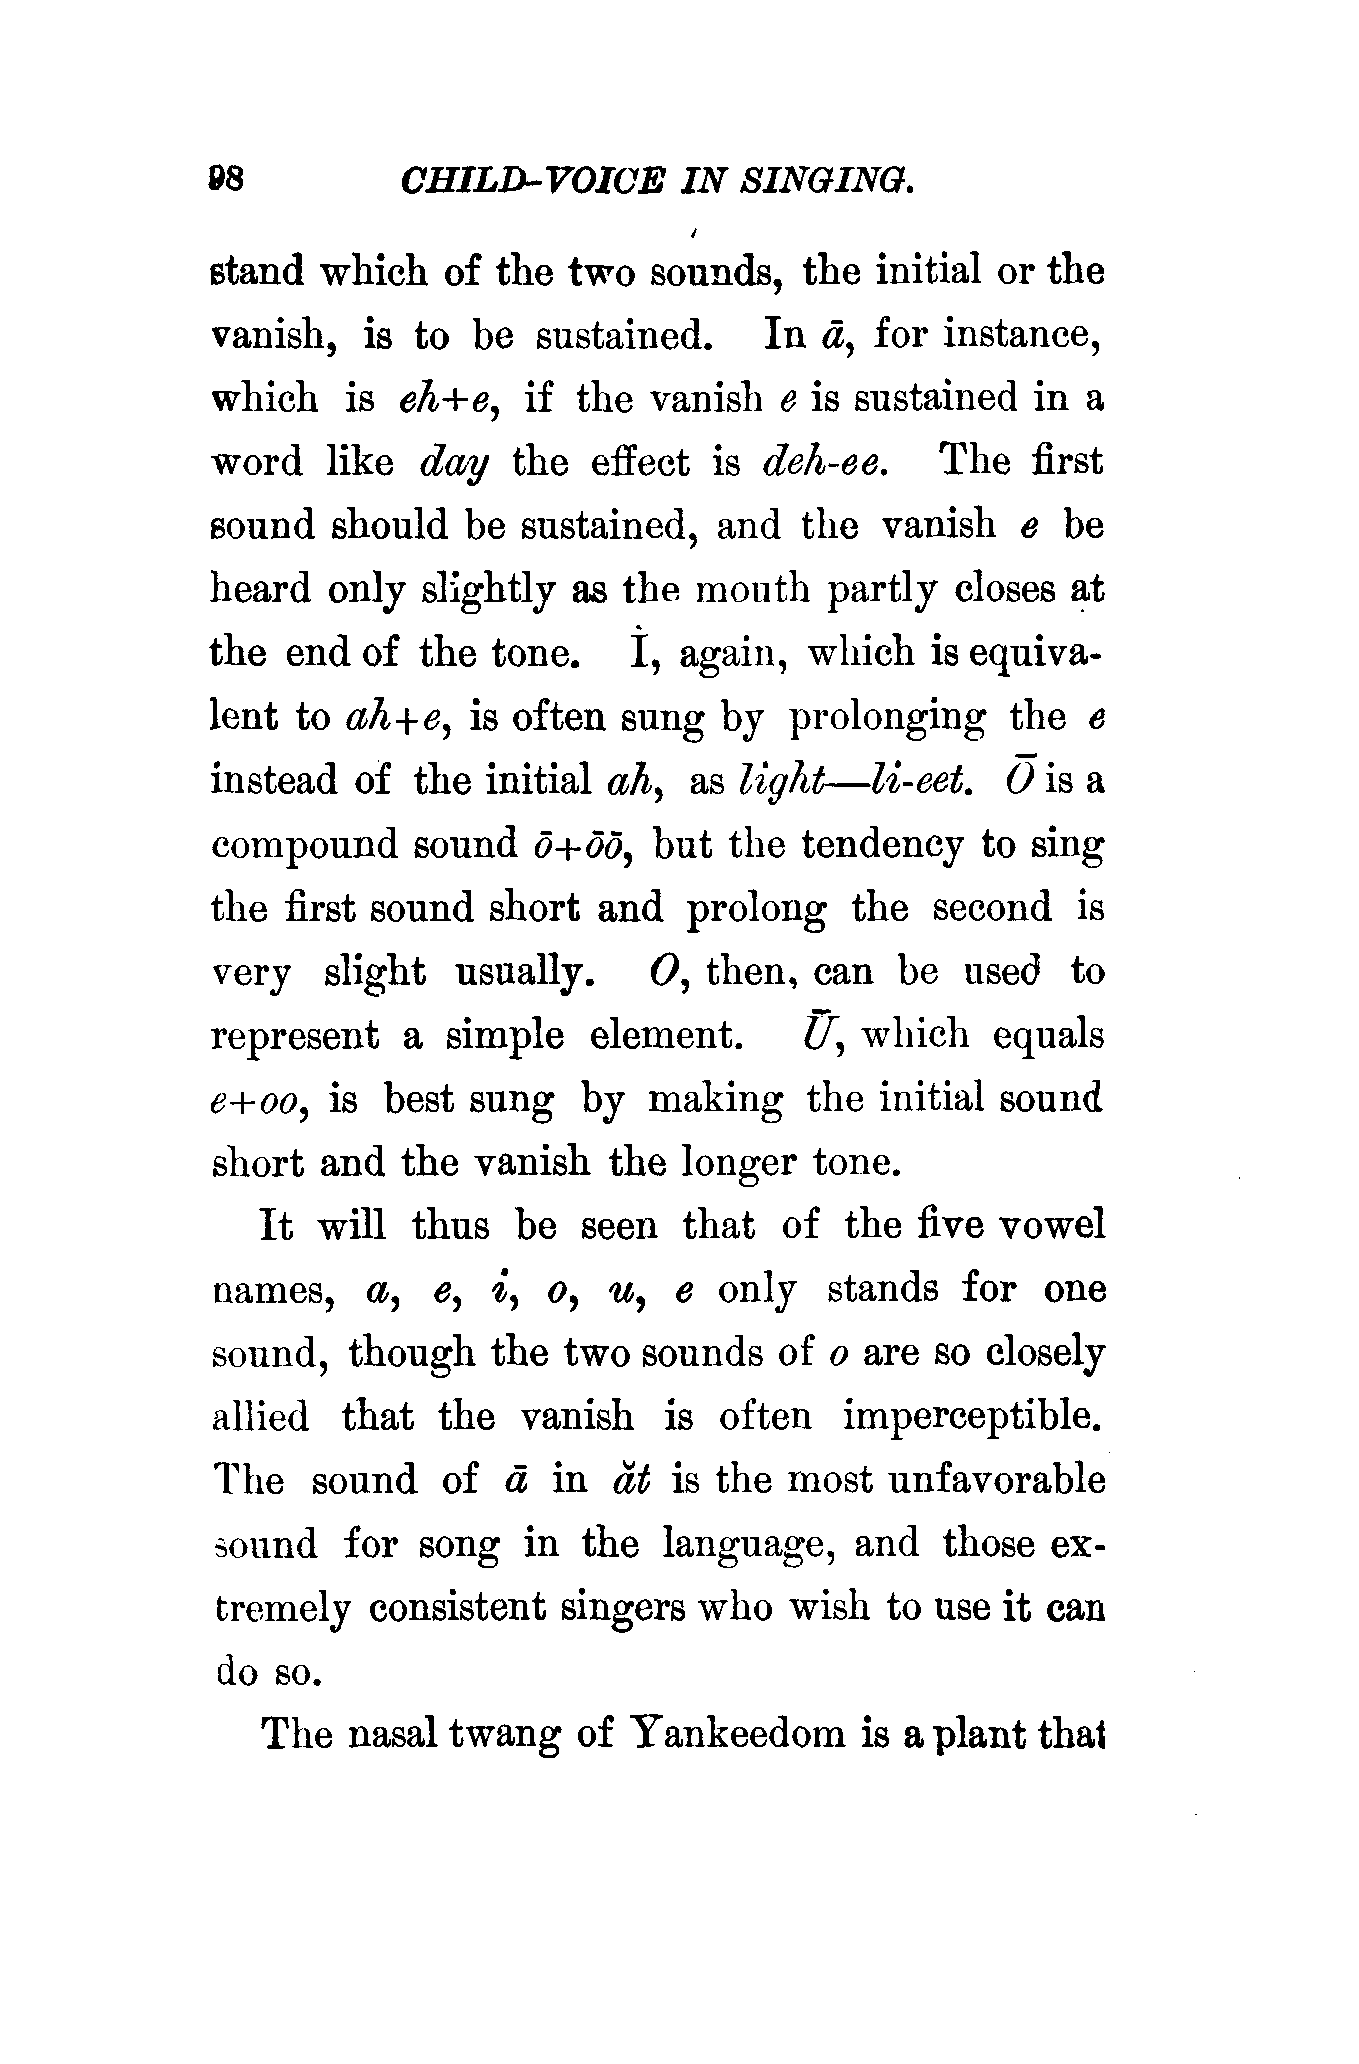 98 CHILD-VOICE IN SINGING.
stand which of the two sounds, the initial or the
vanish, is to be sustained. In ā, for instance,
which is eh+e, if the vanish e is sustained in a
word like day the effect is deh-ee. The first
sound should be sustained, and the vanish e be
heard only slightly as the mouth partly closes at
the end of the tone. Ī, again, which is equiva-
lent to ah+e, is often sung by prolonging the e
instead of the initial ah, as light—li-eet. Ō is a
compound sound ō+ōō, but the tendency to sing
the first sound short and prolong the second is
very slight usually. O, then, can be used to
represent a simple element. Ū, which equals
e+oo, is best sung by making the initial sound
short and the vanish the longer tone.
It will thus be seen that of the five vowel
names, a, e, i, o, u, e only stands for one
sound, though the two sounds of o are so closely
allied that the vanish is often imperceptible.
The sound of ā in ăt is the most unfavorable
sound for song in the language, and those ex-
tremely consistent singers who wish to use it can
do so.
The nasal twang of Yankeedom is a plant that